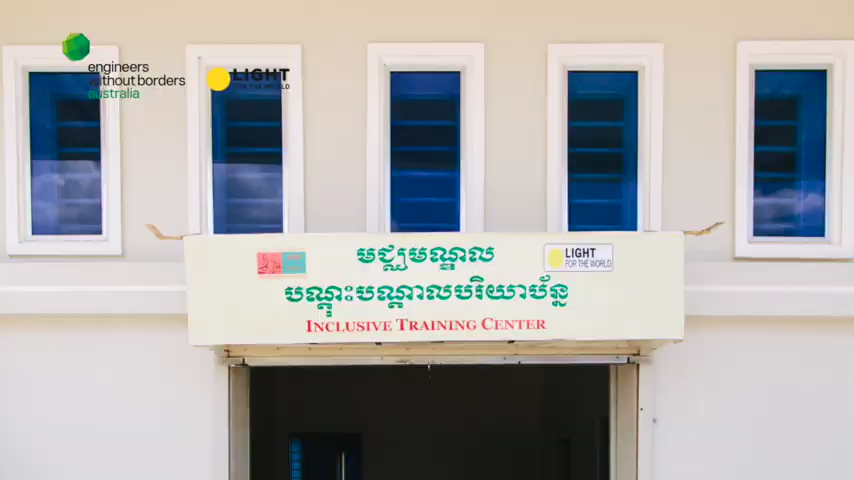 engineers
without borders
australia
LIGHT
FOR THE WORLD
មជ្ឈមណ្ឌល
LIGHT
FOR THE WORLD
បណ្តុះបណ្តាលបរិយាប័ន្ន
INCLUSIVE TRAINING CENTER